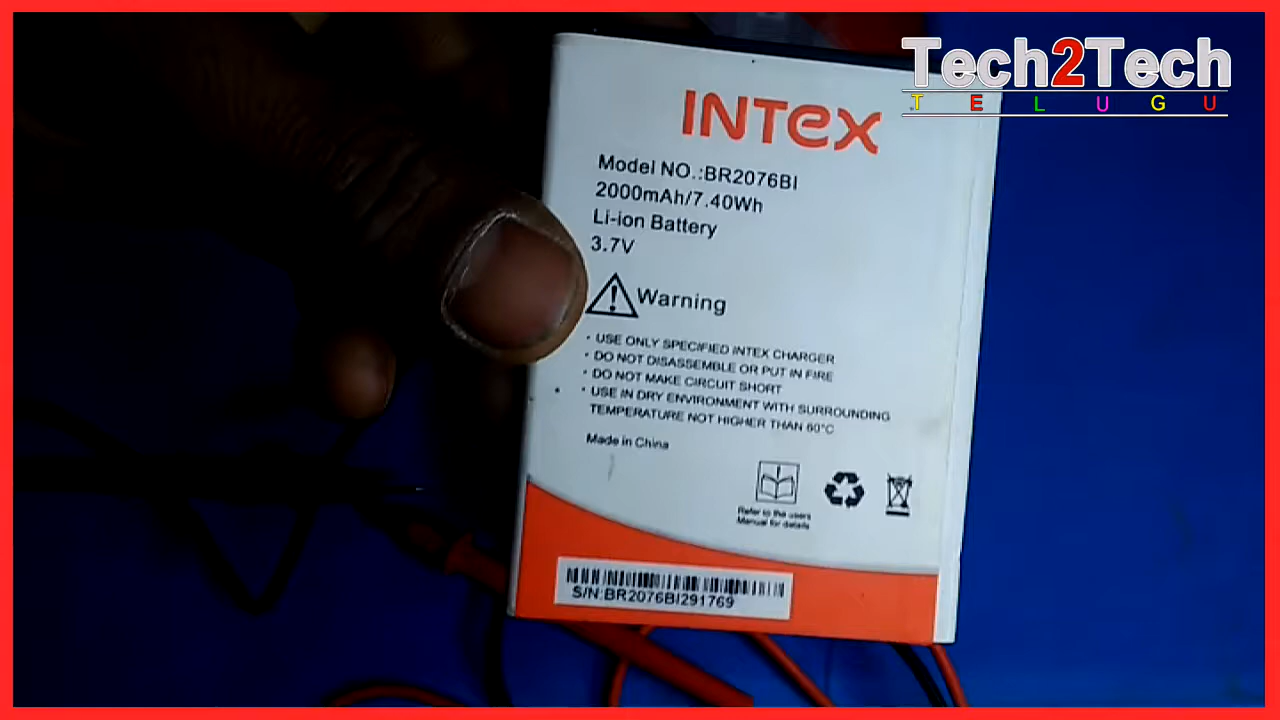 Tech2Tech
TELUGU
INTEX
Model NO.:BR2076BI
2000mAh/7.40Wh
Li-ion Battery
3.7V
Warning
· USE ONLY SPECIFIED INTEX CHARGER
· DO NOT DISASSEMBLE OR PUT IN FIRE
· DO NOT MAKE CIRCUIT SHORT
· USE IN DRY ENVIRONMENT WITH SURROUNDING
TEMPERATURE NOT HIGHER THAN 60°C
Made in China
Refer to the users
Manual for details
S/N:BR2076BI291769